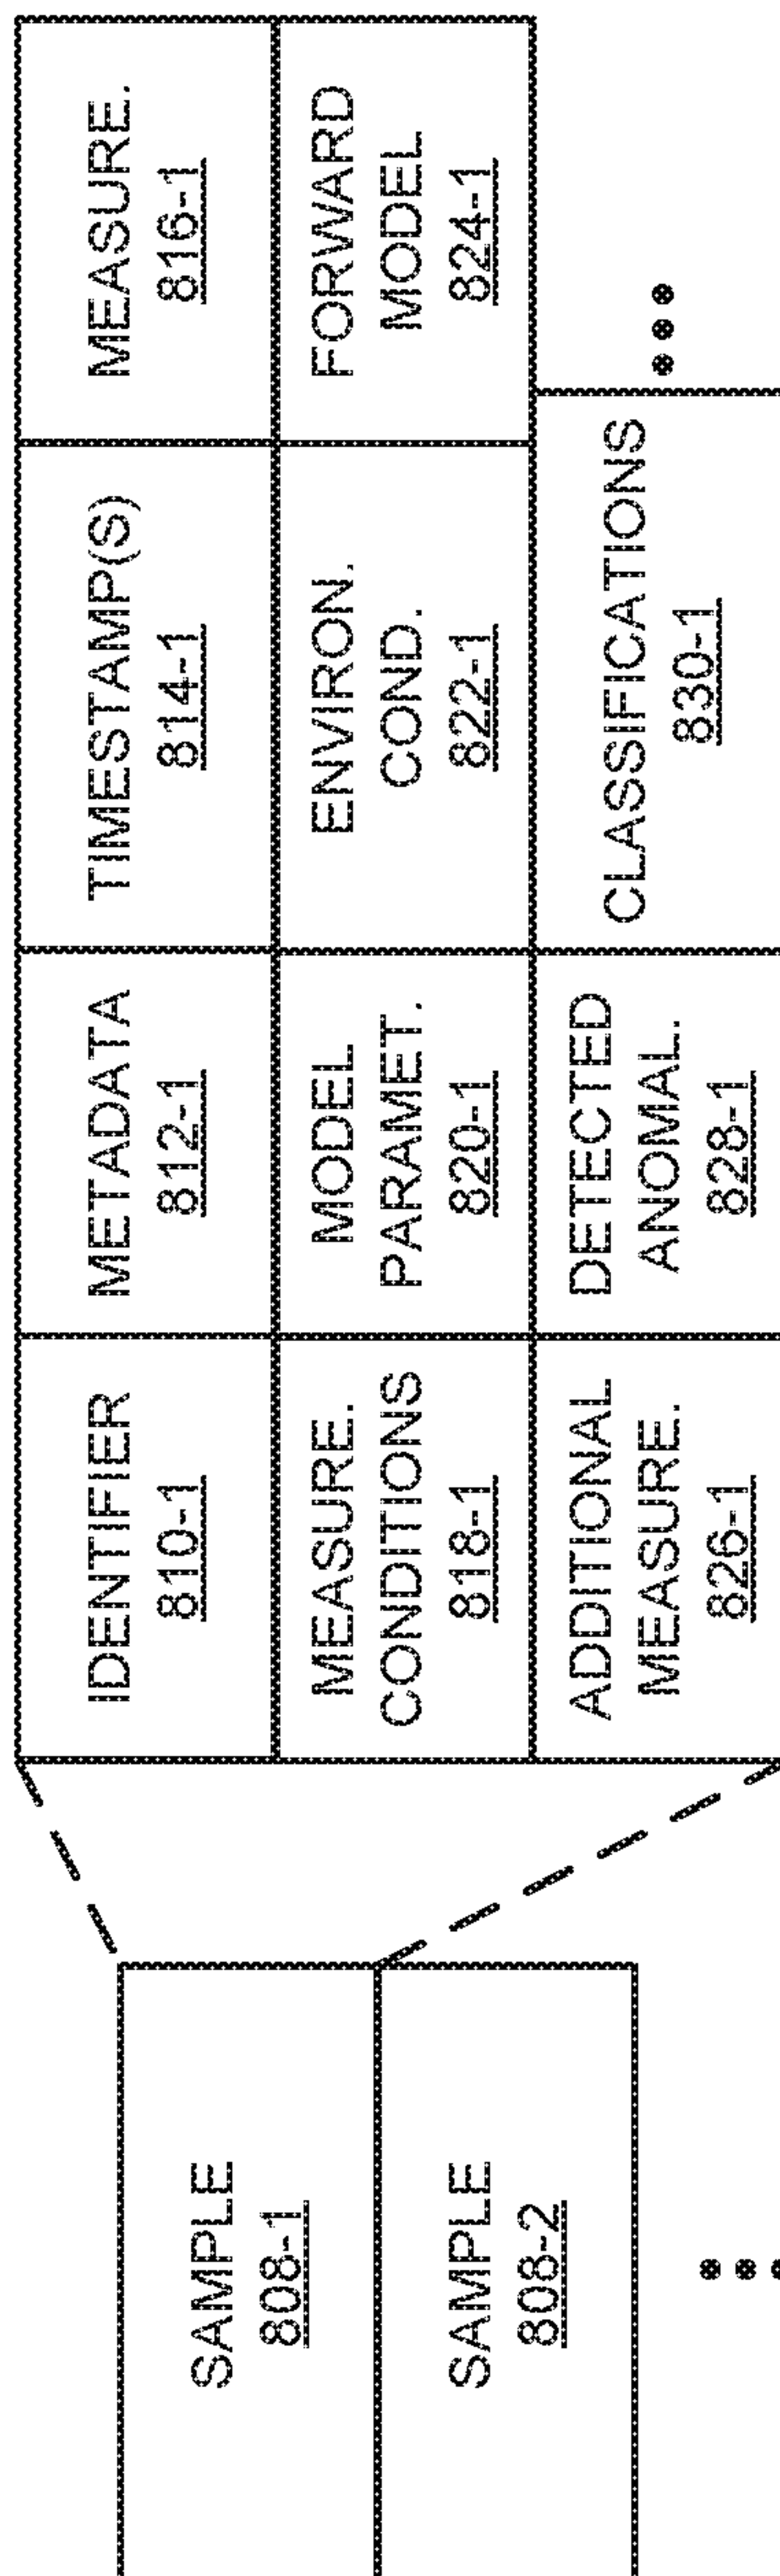 SAMPLE
808-1
SAMPLE
808-2
IDENTIFIER
810-1
METADATA
812-1
TIMESTAMP(S)
814-1
MEASURE.
816-1
MEASURE.
CONDITIONS
818-1
MODEL
PARAMET.
820-1
ENVIRON.
COND.
822-1
FORWARD
MODEL
824-1
ADDITIONAL
MEASURE.
826-1
DETECTED
ANOMAL.
828-1
CLASSIFICATIONS
830-1